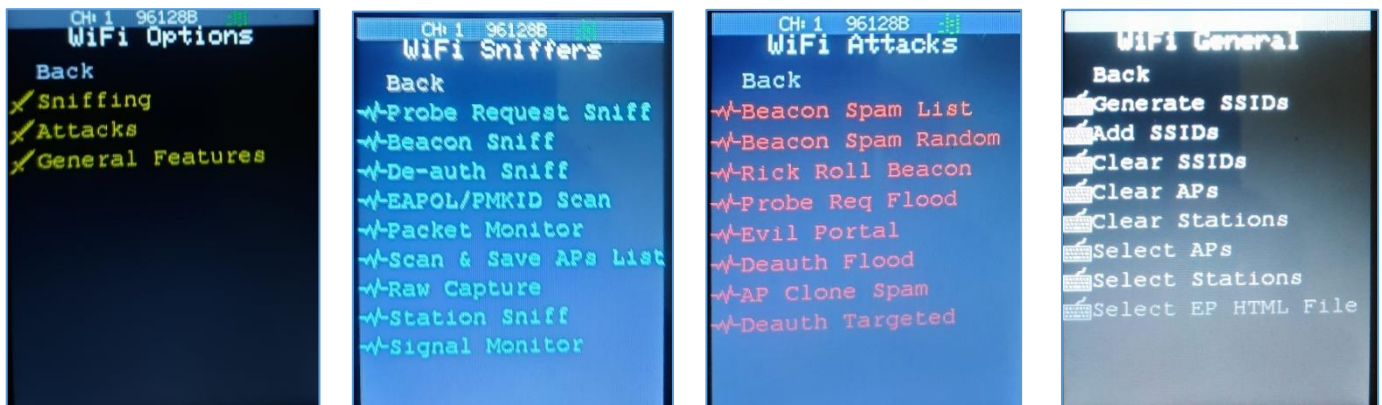 CH: 1 96128B
WiFi Options
Back
Sniffing
Attacks
General Features
CH: 1 96128B
WiFi Sniffers
Back
Probe Request Sniff
Beacon Sniff
De-auth Sniff
EAPOL/PMKID Scan
Packet Monitor
Scan & Save APs List
Raw Capture
Station Sniff
Signal Monitor
CH: 1 96128B
WiFi Attacks
Back
Beacon Spam List
Beacon Spam Random
Rick Roll Beacon
Probe Req Flood
Evil Portal
Deauth Flood
AP Clone Spam
Deauth Targeted
WiFi General
Back
Generate SSIDs
Add SSIDs
Clear SSIDs
Clear APs
Clear Stations
Select APs
Select Stations
Select EP HTML File